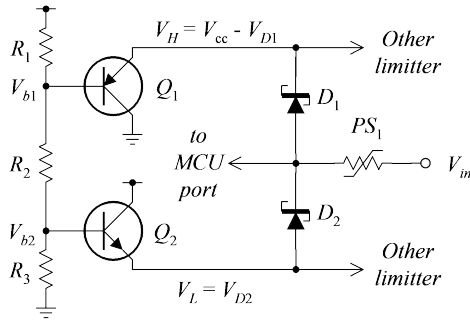 R1
VH = Vcc - VD1
Other
limitter
Vb1
Q1
D1
to
MCU
port
PS1
Vin
R2
Vb2
Q2
D2
R3
VL = VD2
Other
limitter